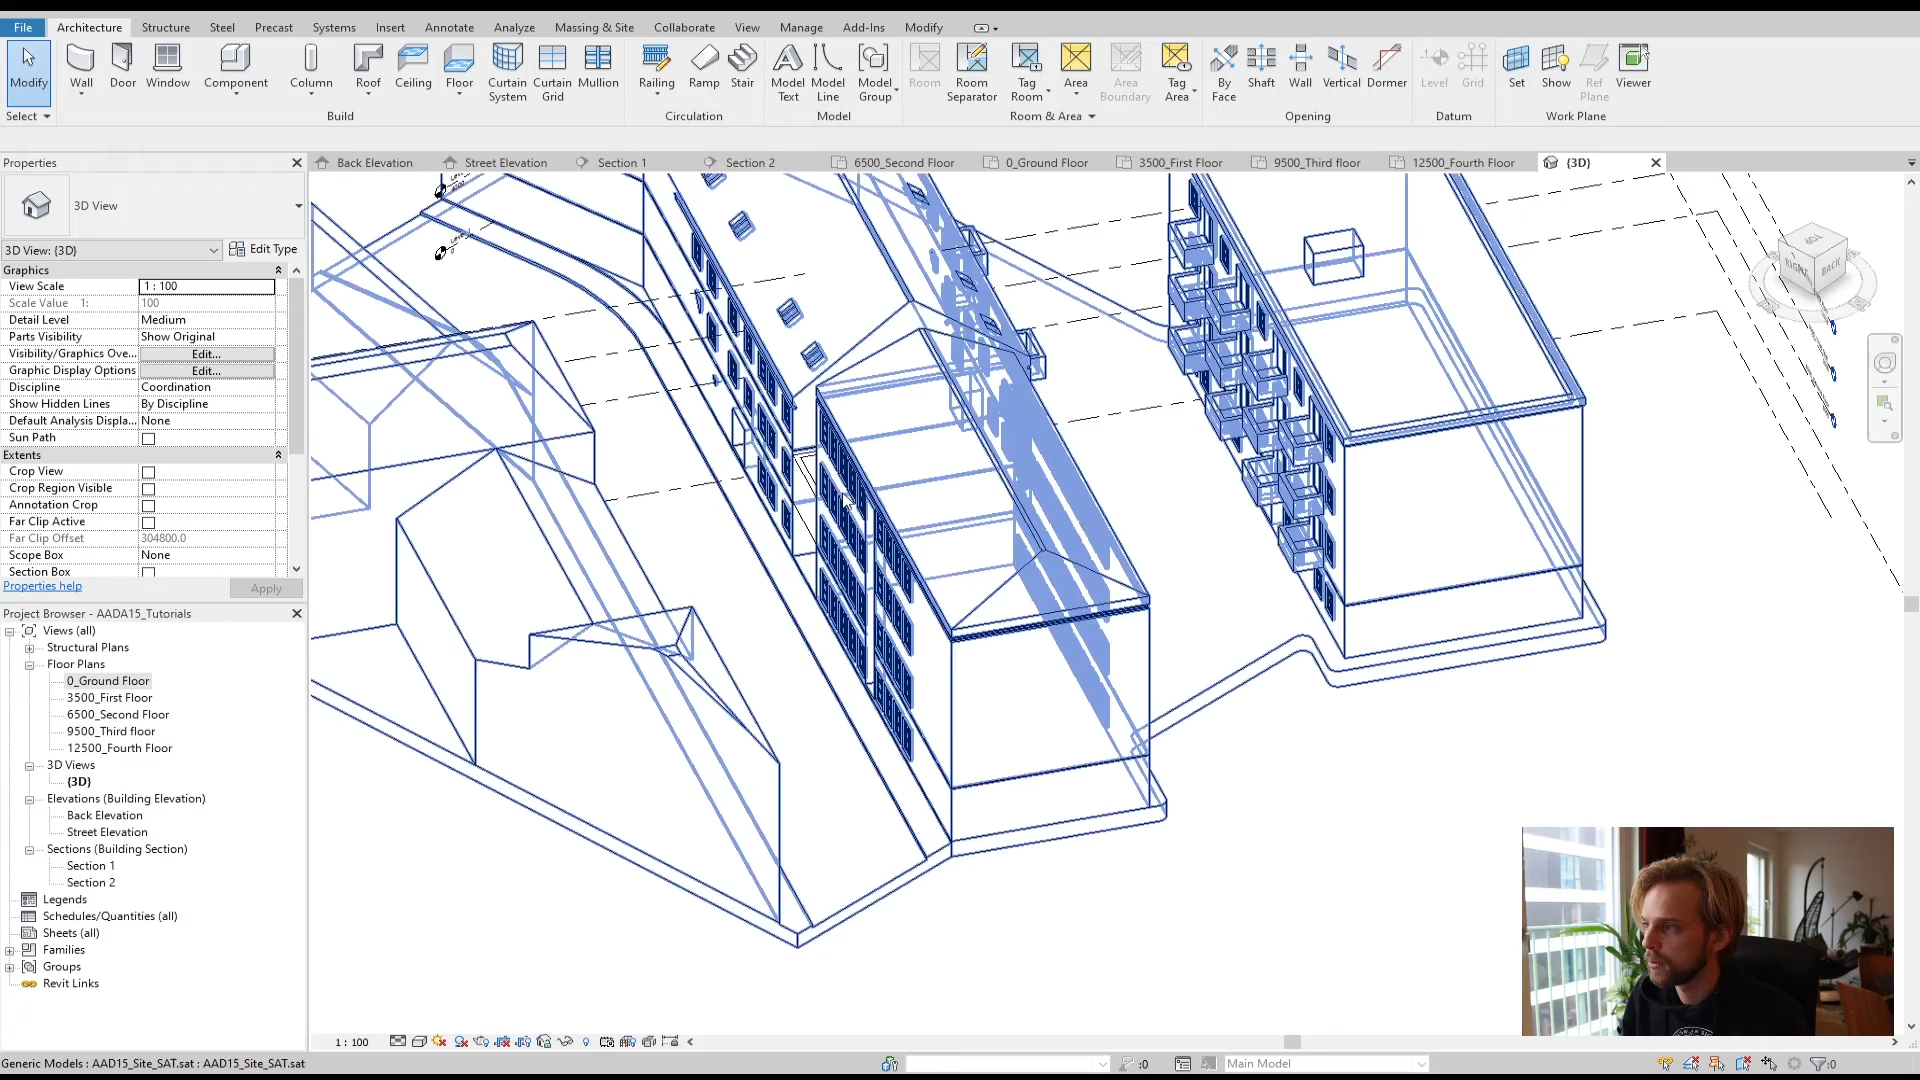 File Architecture Structure Steel Precast Systems Insert Annotate Analyze Massing & Site Collaborate View Manage Add-Ins Modify
Modify Wall Door Window Component Column Roof Ceiling Floor Curtain System Curtain Grid Mullion Railing Ramp Stair Model Text Model Line Model Group Room Room Separator Tag Room Area Area Boundary Tag Area By Face Shaft Wall Vertical Dormer Level Grid Set Show Ref Plane Viewer
Select Build Circulation Model Room & Area Opening Datum Work Plane
Properties
Back Elevation Street Elevation Section 1 Section 2 6500_Second Floor 0_Ground Floor 3500_First Floor 9500_Third floor 12500_Fourth Floor {3D}
3D View
3D View: {3D} Edit Type
Graphics
View Scale 1 : 100
Scale Value 1: 100
Detail Level Medium
Parts Visibility Show Original
Visibility/Graphics Ove... Edit...
Graphic Display Options Edit...
Discipline Coordination
Show Hidden Lines By Discipline
Default Analysis Displa... None
Sun Path
Extents
Crop View
Crop Region Visible
Annotation Crop
Far Clip Active
Far Clip Offset 304800.0
Scope Box None
Section Box
Properties help Apply
Project Browser - AADA15_Tutorials
Views (all)
Structural Plans
Floor Plans
0_Ground Floor
3500_First Floor
6500_Second Floor
9500_Third floor
12500_Fourth Floor
3D Views
{3D}
Elevations (Building Elevation)
Back Elevation
Street Elevation
Sections (Building Section)
Section 1
Section 2
Legends
Schedules/Quantities (all)
Sheets (all)
Families
Groups
Revit Links
TOP
RIGHT BACK
1 : 100
Generic Models : AAD15_Site_SAT.sat : AAD15_Site_SAT.sat :0 Main Model :0